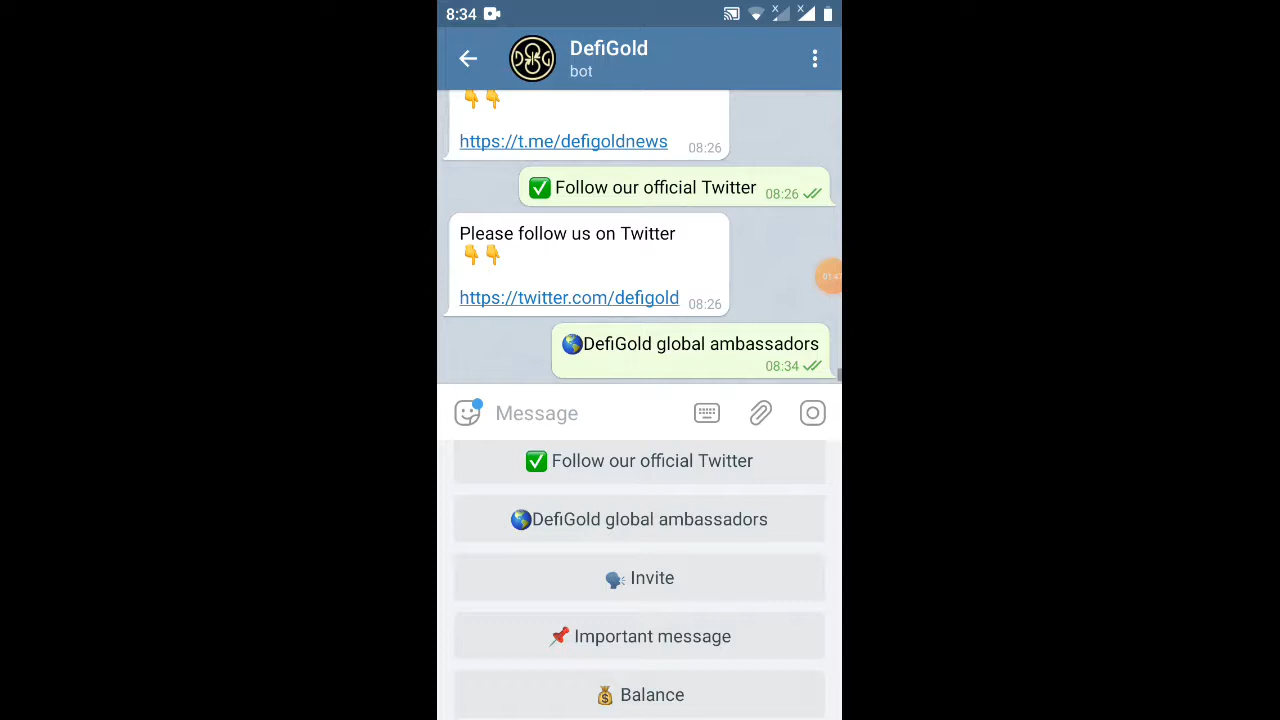 8:34
DefiGold
bot
https://t.me/defigoldnews 08:26
Follow our official Twitter 08:26
Please follow us on Twitter
https://twitter.com/defigold 08:26
DefiGold global ambassadors
08:34
Message
Follow our official Twitter
DefiGold global ambassadors
Invite
Important message
Balance